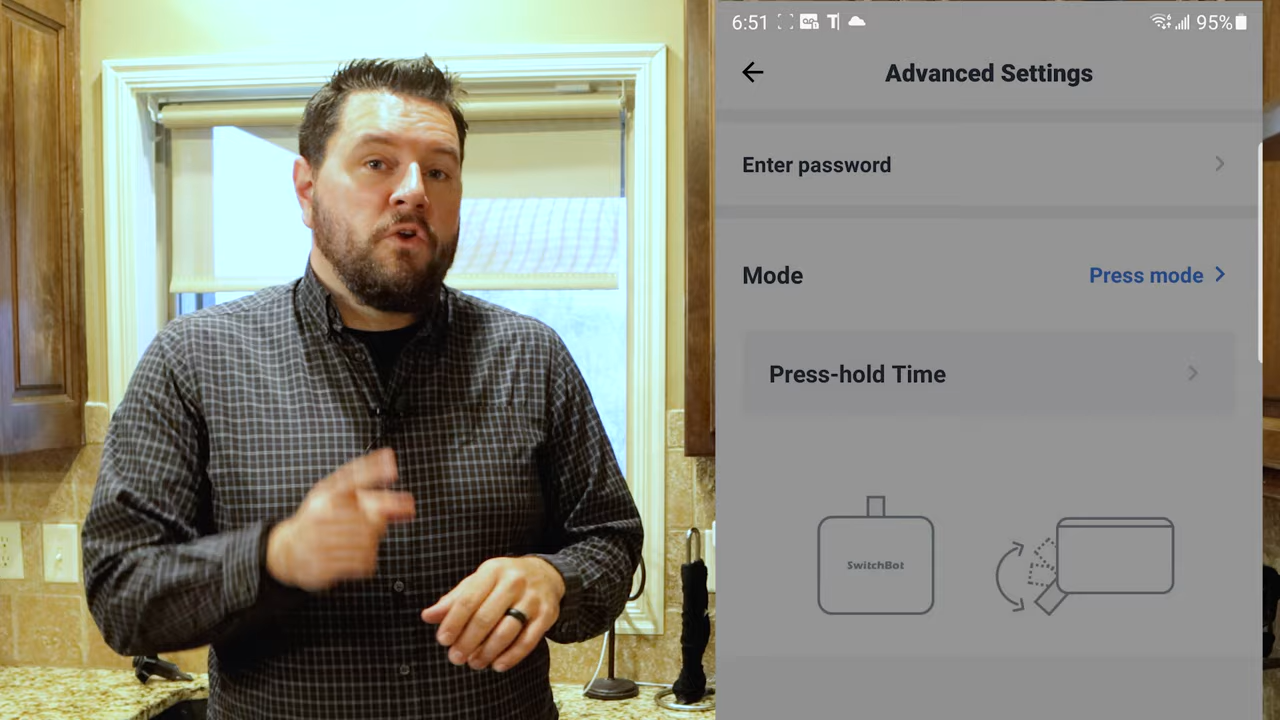 6:51
95%
Advanced Settings
Enter password
Mode
Press mode
Press-hold Time
SwitchBot